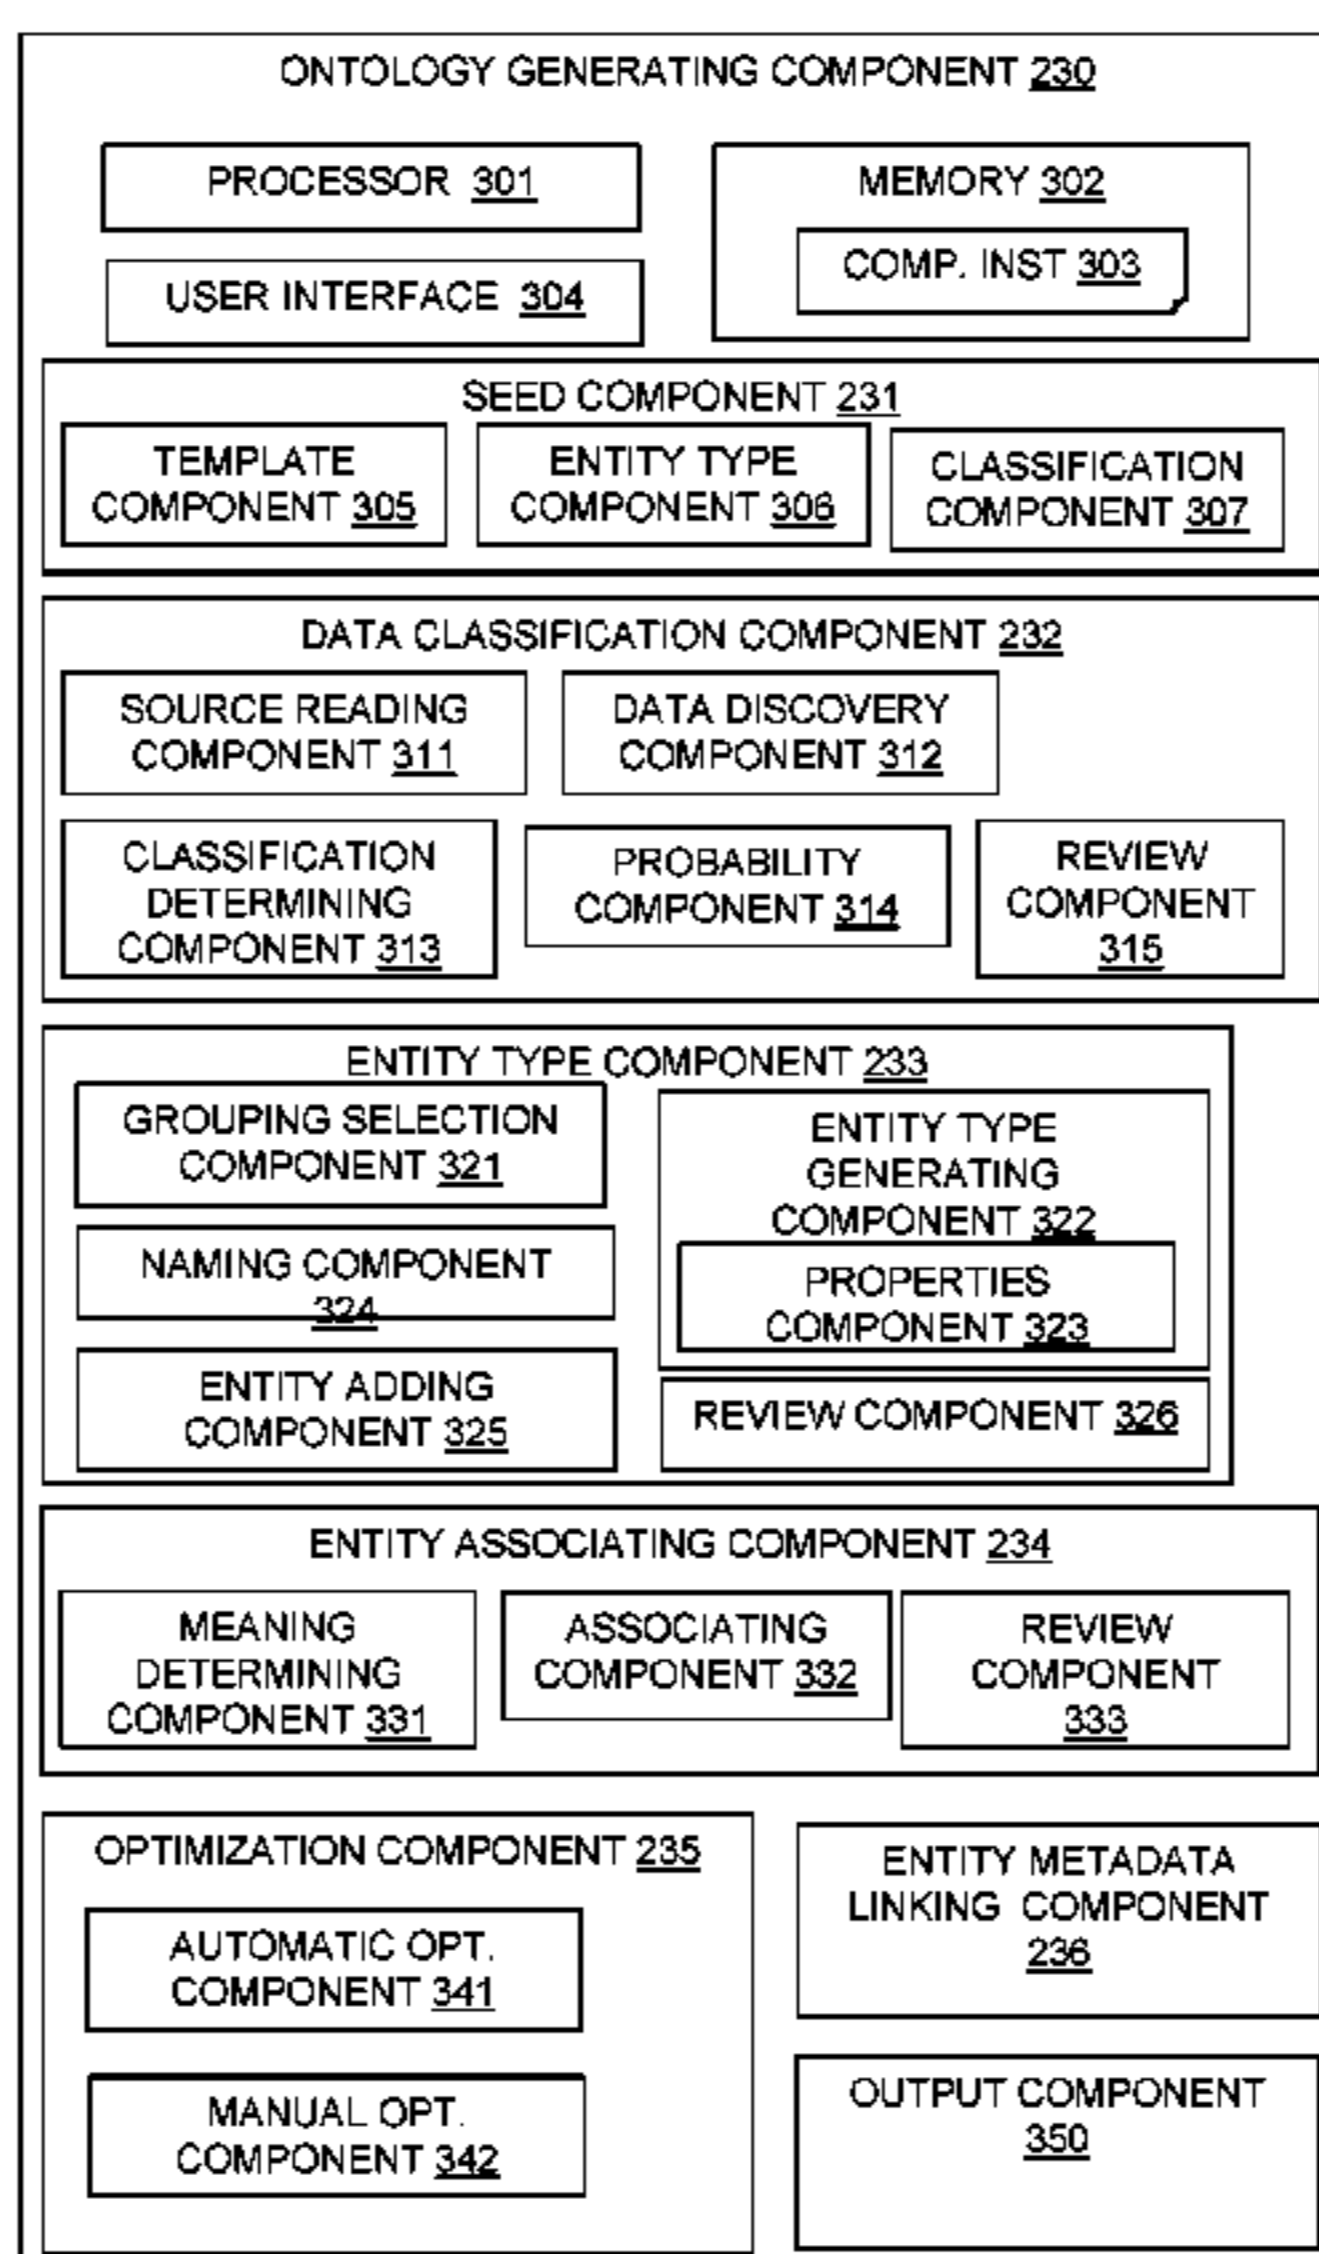 ONTOLOGY GENERATING COMPONENT 230
PROCESSOR 301
MEMORY 302
COMP. INST 303
USER INTERFACE 304
SEED COMPONENT 231
TEMPLATE
COMPONENT 305
ENTITY TYPE
COMPONENT 306
CLASSIFICATION
COMPONENT 307
DATA CLASSIFICATION COMPONENT 232
SOURCE READING
COMPONENT 311
DATA DISCOVERY
COMPONENT 312
CLASSIFICATION
DETERMINING
COMPONENT 313
PROBABILITY
COMPONENT 314
REVIEW
COMPONENT
315
ENTITY TYPE COMPONENT 233
GROUPING SELECTION
COMPONENT 321
ENTITY TYPE
GENERATING
COMPONENT 322
PROPERTIES
COMPONENT 323
NAMING COMPONENT
324
ENTITY ADDING
COMPONENT 325
REVIEW COMPONENT 326
ENTITY ASSOCIATING COMPONENT 234
MEANING
DETERMINING
COMPONENT 331
ASSOCIATING
COMPONENT 332
REVIEW
COMPONENT
333
OPTIMIZATION COMPONENT 235
AUTOMATIC OPT.
COMPONENT 341
MANUAL OPT.
COMPONENT 342
ENTITY METADATA
LINKING COMPONENT
236
OUTPUT COMPONENT
350